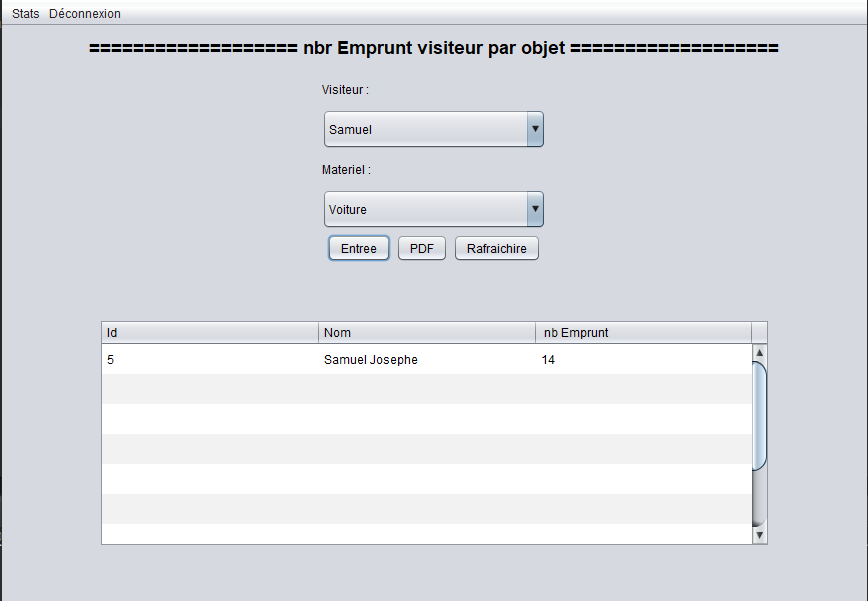 Stats Déconnexion
=================== nbr Emprunt visiteur par objet ===================
Visiteur :
Samuel
Materiel :
Voiture
Entree PDF Rafraichire
Id Nom nb Emprunt
5 Samuel Josephe 14